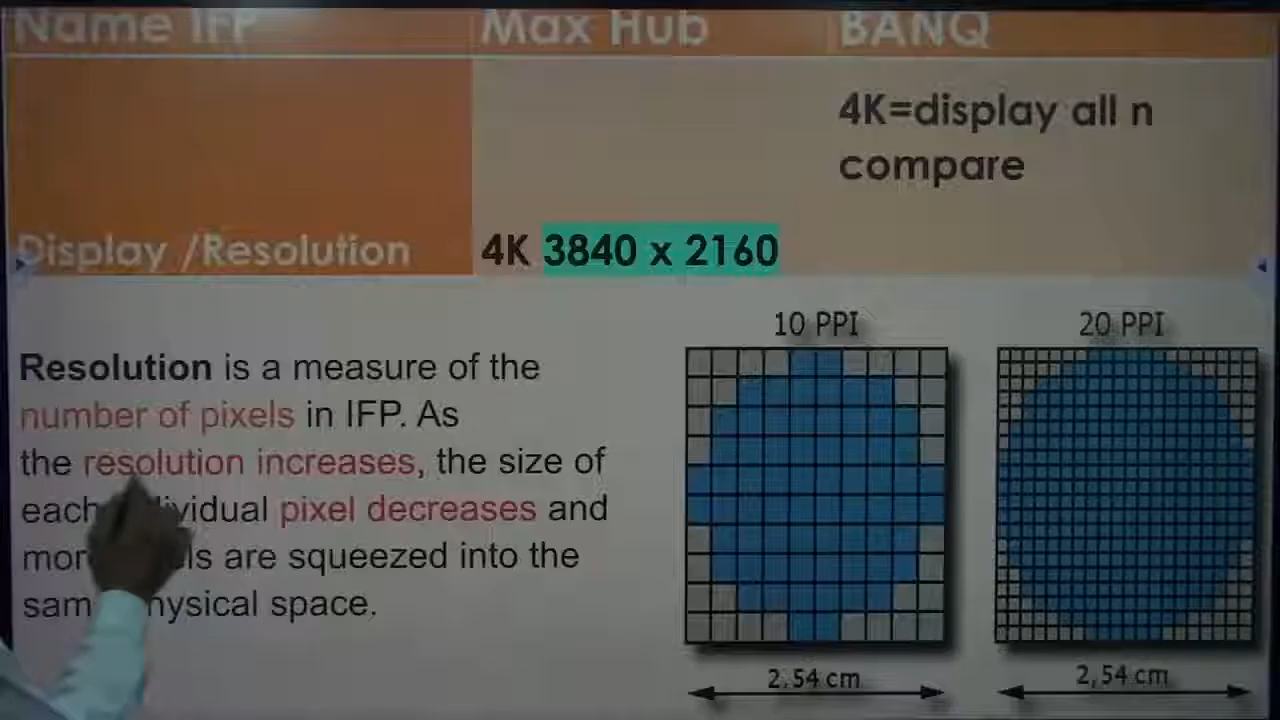 Name IFP Max Hub BANQ
4K=display all n
compare
Display /Resolution 4K 3840 x 2160
10 PPI 20 PPI
Resolution is a measure of the
number of pixels in IFP. As
the resolution increases, the size of
each vidual pixel decreases and
are squeezed into the
physical space.
2,54 cm 2,54 cm